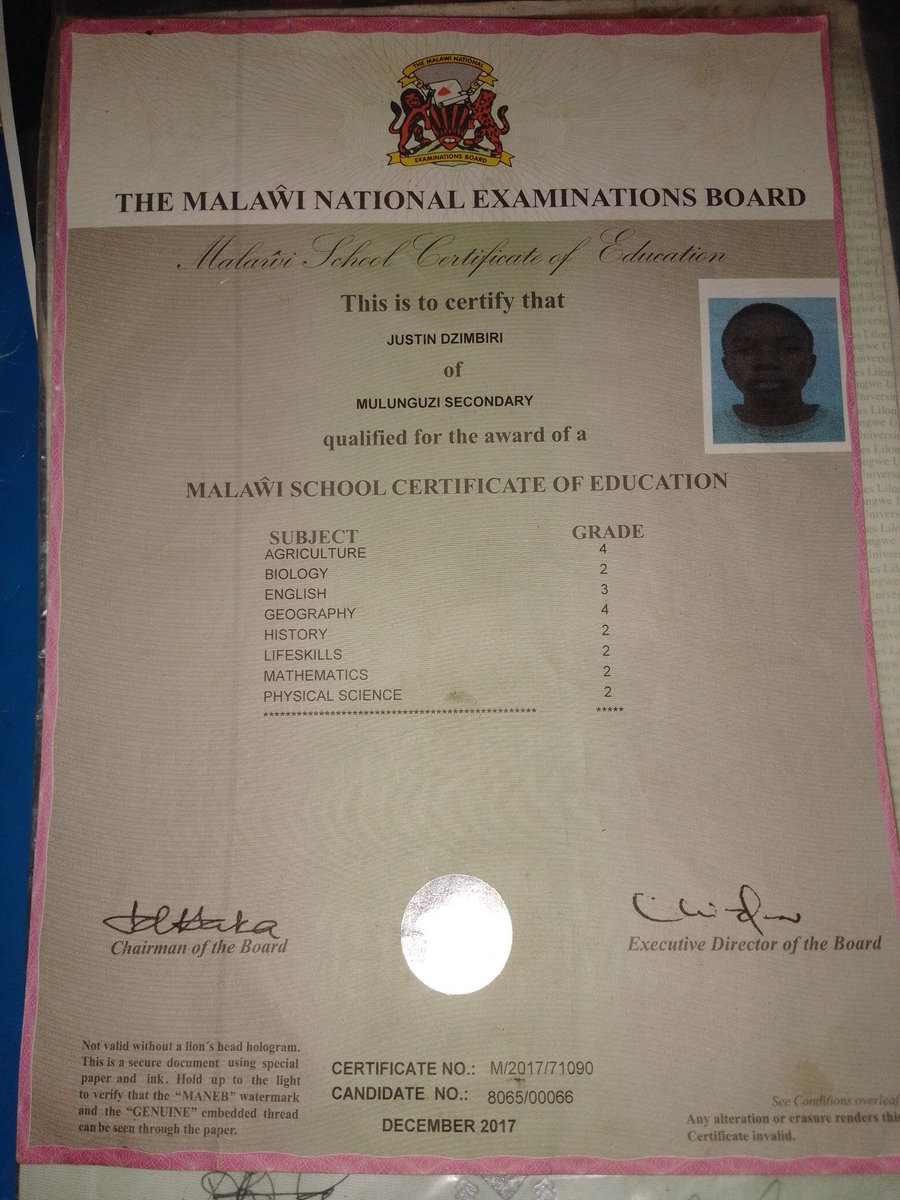 THE MALAWI NATIONAL
EXAMINATIONS BOARD
THE MALAŴI NATIONAL EXAMINATIONS BOARD
Malaŵi School Certificate of Education
This is to certify that
JUSTIN DZIMBIRI
of
MULUNGUZI SECONDARY
qualified for the award of a
MALAŴI SCHOOL CERTIFICATE OF EDUCATION
SUBJECT GRADE
AGRICULTURE 4
BIOLOGY 2
ENGLISH 3
GEOGRAPHY 4
HISTORY 2
LIFESKILLS 2
MATHEMATICS 2
PHYSICAL SCIENCE 2
************************************************** *****
Chairman of the Board
Executive Director of the Board
Not valid without a lion's head hologram.
This is a secure document using special
paper and ink. Hold up to the light
to verify that the “MANEB” watermark
and the “GENUINE” embedded thread
can be seen through the paper.
CERTIFICATE NO.: M/2017/71090
CANDIDATE NO.: 8065/00066
DECEMBER 2017
See Conditions overleaf
Any alteration or erasure renders this
Certificate invalid.